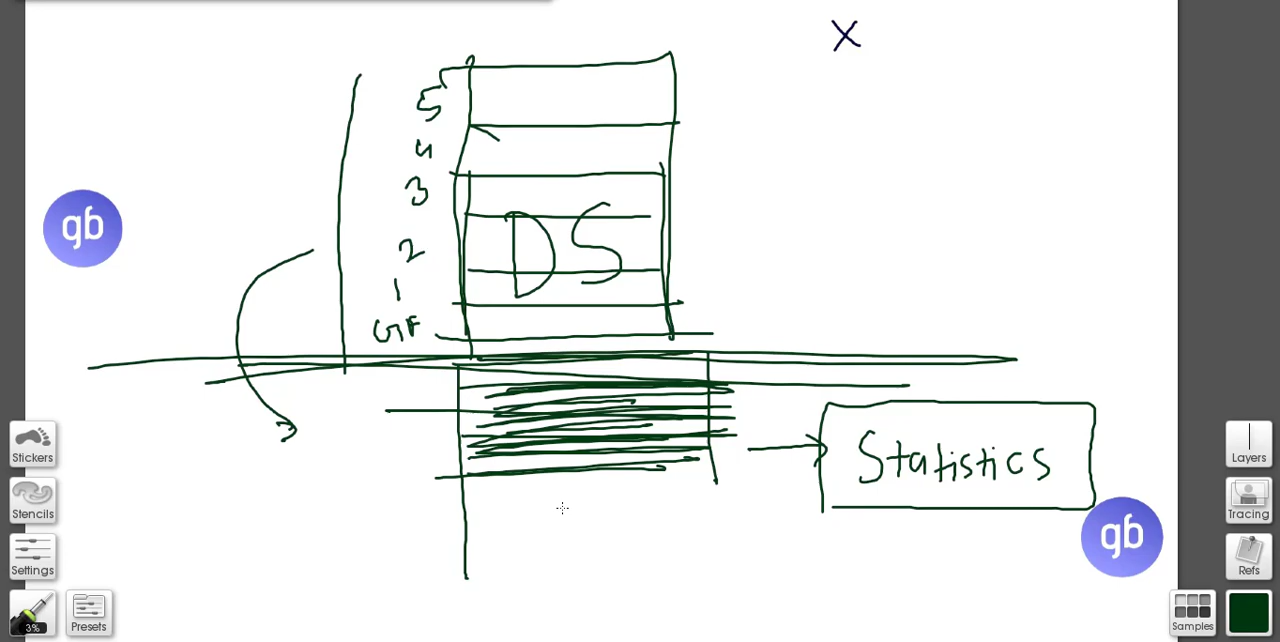 X
5
4
3
DS
2
1
GF
Statistics
gb
gb
Stickers
Stencils
Settings
3%
Presets
Layers
Tracing
Refs
Samples